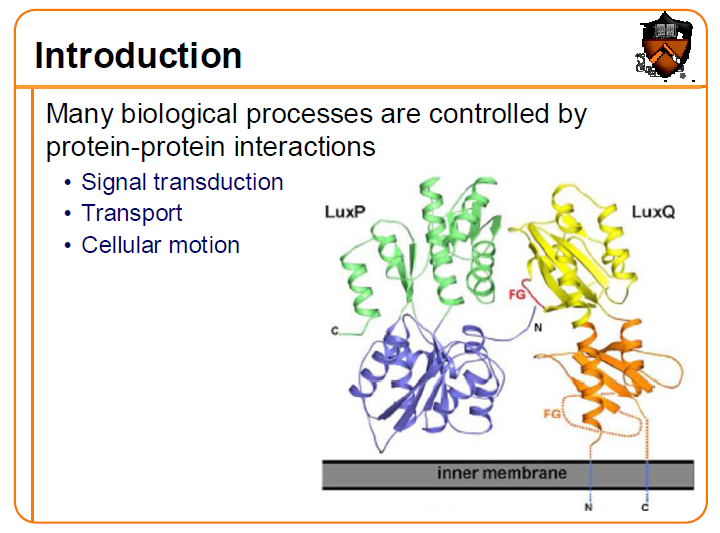 Introduction
Many biological processes are controlled by
protein-protein interactions
• Signal transduction
• Transport
• Cellular motion
LuxP
LuxQ
FG
N
C
FG
inner membrane
N
C